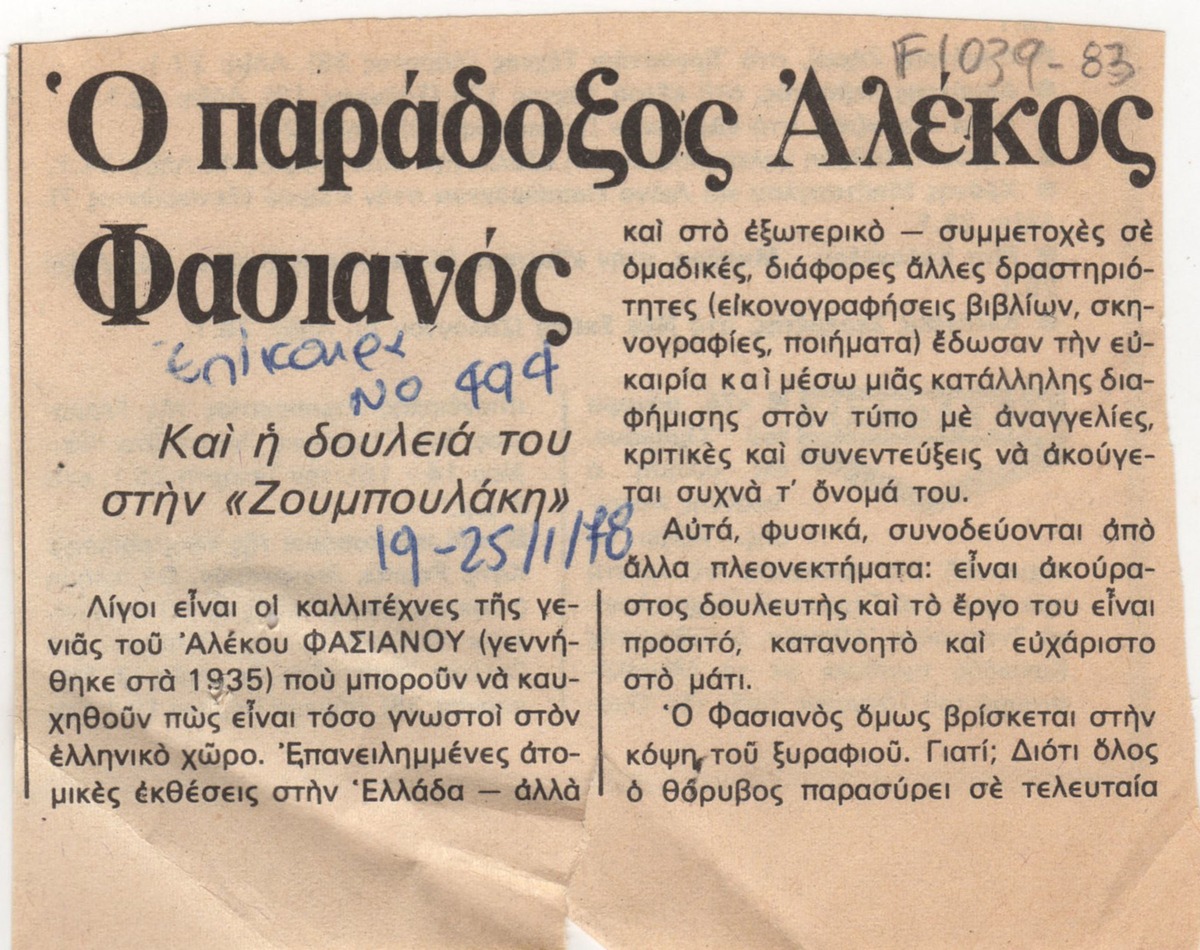 F1039-83
Ὁ παράδοξος Ἀλέκος
Φασιανός
Επίκαιρα
ΝΟ 494
Καὶ ἡ δουλειά του
στὴν «Ζουμπουλάκη»
19-25/1/78
Λίγοι εἶναι οἱ καλλιτέχνες τῆς γε-
νιᾶς τοῦ Ἀλέκου ΦΑΣΙΑΝΟΥ (γεννή-
θηκε στὰ 1935) ποὺ μποροῦν νὰ καυ-
χηθοῦν πὼς εἶναι τόσο γνωστοὶ στὸν
ἑλληνικὸ χῶρο. Ἐπανειλημμένες ἀτο-
μικὲς ἐκθέσεις στὴν Ἑλλάδα — ἀλλὰ
καὶ στὸ ἐξωτερικὸ — συμμετοχὲς σὲ
ὁμαδικές, διάφορες ἄλλες δραστηριό-
τητες (εἰκονογραφήσεις βιβλίων, σκη-
νογραφίες, ποιήματα) ἔδωσαν τὴν εὐ-
καιρία καὶ μέσω μιᾶς κατάλληλης δια-
φήμισης στὸν τύπο μὲ ἀναγγελίες,
κριτικὲς καὶ συνεντεύξεις νὰ ἀκούγε-
ται συχνὰ τ' ὄνομά του.
Αὐτά, φυσικά, συνοδεύονται ἀπὸ
ἄλλα πλεονεκτήματα: εἶναι ἀκούρα-
στος δουλευτὴς καὶ τὸ ἔργο του εἶναι
προσιτό, κατανοητὸ καὶ εὐχάριστο
στὸ μάτι.
Ὁ Φασιανὸς ὅμως βρίσκεται στὴν
κόψη τοῦ ξυραφιοῦ. Γιατί; Διότι ὅλος
ὁ θόρυβος παρασύρει σὲ τελευταία